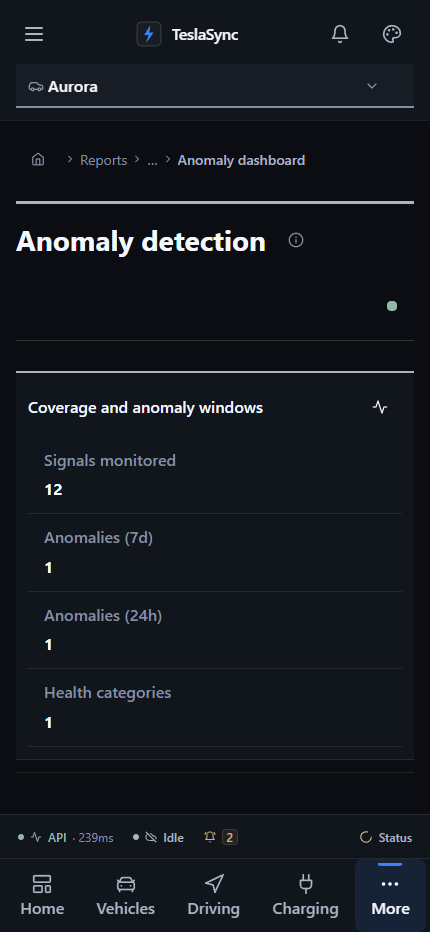 TeslaSync
Aurora
Reports > ... > Anomaly dashboard
Anomaly detection
Coverage and anomaly windows
Signals monitored
12
Anomalies (7d)
1
Anomalies (24h)
1
Health categories
1
API · 239ms Idle 2 Status
Home Vehicles Driving Charging More